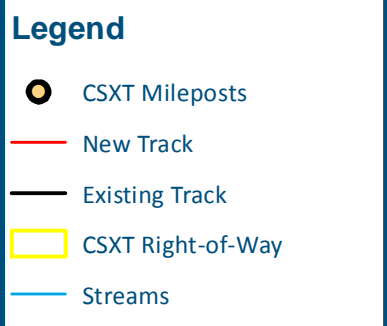 Legend
CSXT Mileposts
New Track
Existing Track
CSXT Right-of-Way
Streams